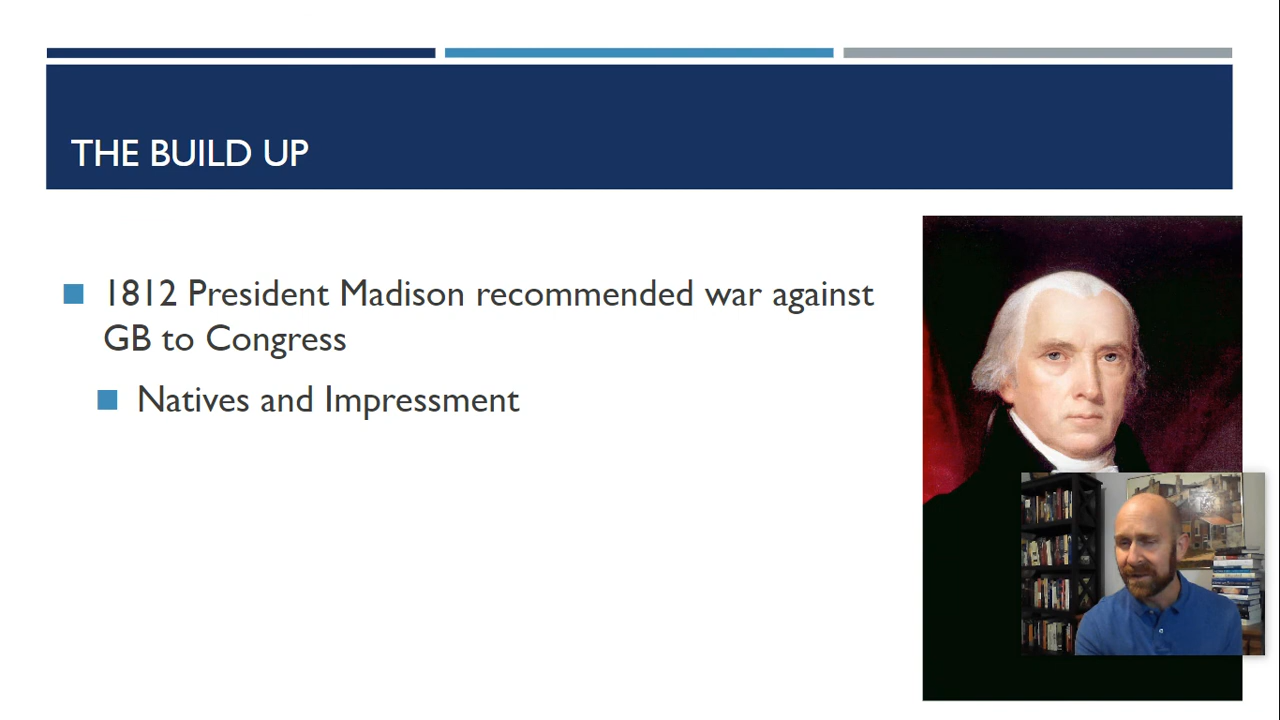 THE BUILD UP
1812 President Madison recommended war against
GB to Congress
Natives and Impressment